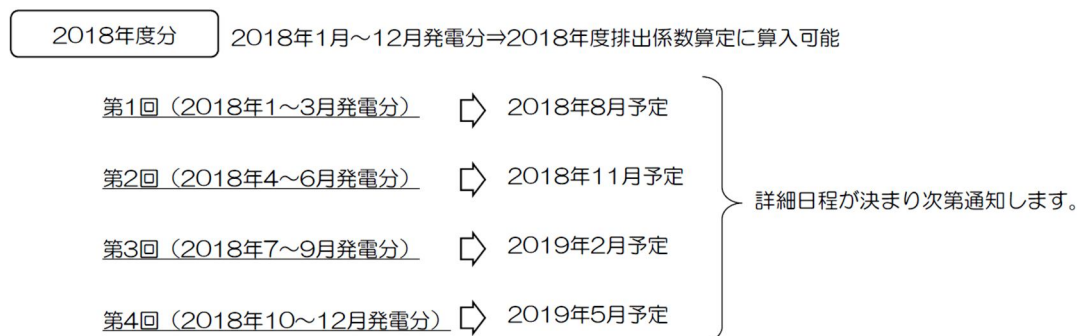 2018年度分 2018年1月～12月発電分⇒2018年度排出係数算定に算入可能
第1回（2018年1～3月発電分） ⇨ 2018年8月予定
第2回（2018年4～6月発電分） ⇨ 2018年11月予定
詳細日程が決まり次第通知します。
第3回（2018年7～9月発電分） ⇨ 2019年2月予定
第4回（2018年10～12月発電分） ⇨ 2019年5月予定